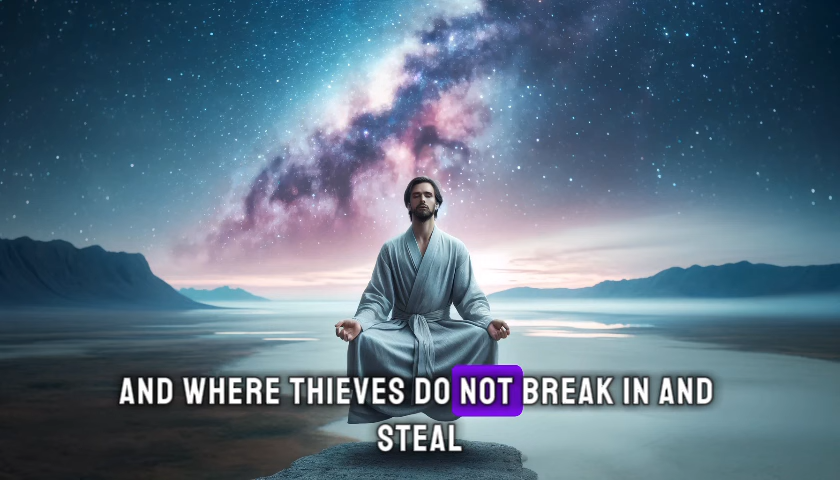 AND WHERE THIEVES DO NOT BREAK IN AND
STEAL